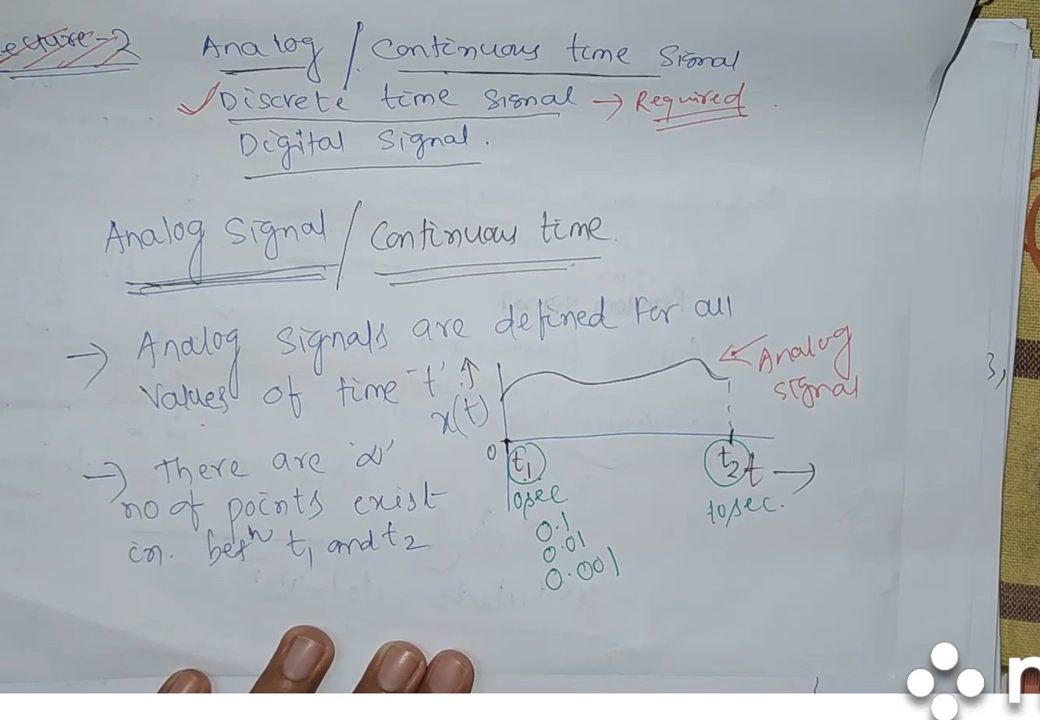 Lecture-2
Analog / Continuous time signal
✓ Discrete time signal → Required
Digital signal.
Analog signal / Continuous time.
→ Analog signals are defined for all
values of time 't'
→ There are '∞'
no of points exist
in betⁿ t₁ and t₂
x(t) ↑
← Analog
signal
0
t₁
t₂
t →
0sec
10sec.
0.1
0.01
0.001
3,